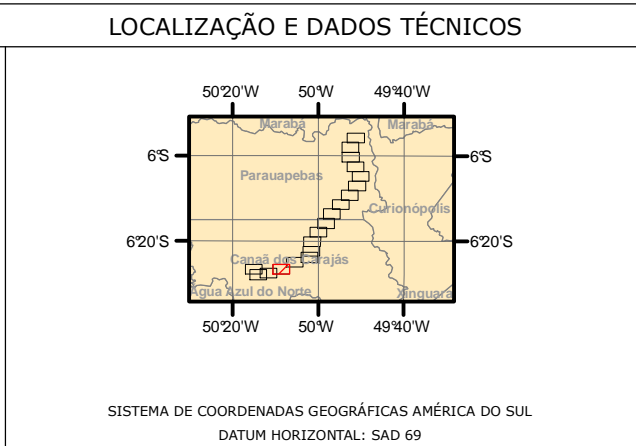 LOCALIZAÇÃO E DADOS TÉCNICOS
50°20'W 50°W 49°40'W
Marabá Marabá
6°S 6°S
Parauapebas
Curionópolis
6°20'S 6°20'S
Canaã dos Carajás
Água Azul do Norte Xinguara
50°20'W 50°W 49°40'W
SISTEMA DE COORDENADAS GEOGRÁFICAS AMÉRICA DO SUL
DATUM HORIZONTAL: SAD 69